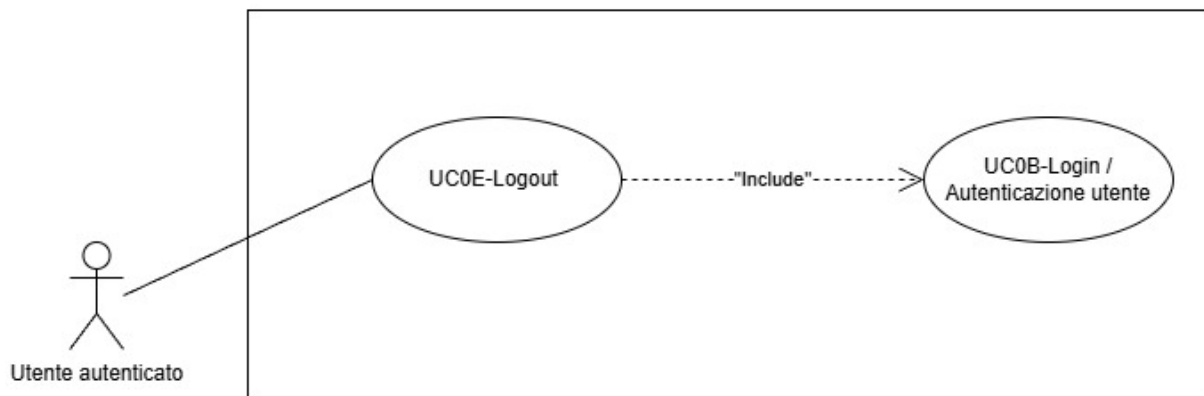 UC0E-Logout
"Include"
UC0B-Login /
Autenticazione utente
Utente autenticato